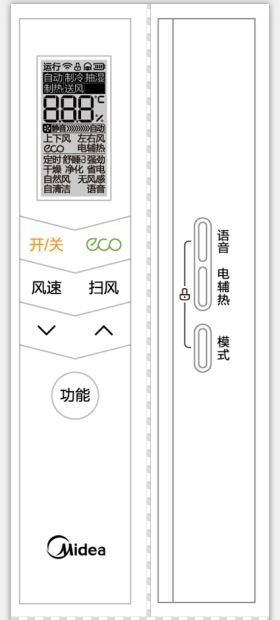 运行
自动 制冷 抽湿
制热 送风
888 °C %
静音 自动
上下风 左右风
eco 电辅热
定时 舒睡 强劲
干燥 净化 省电
自然风 无风感
自清洁 语音
开/关 eco
风速 扫风
功能
Midea
语音
电辅热
模式